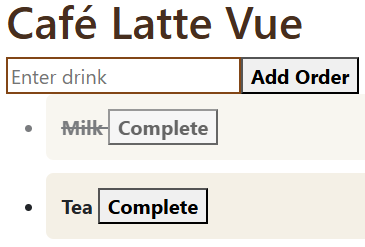 Café Latte Vue
Enter drink Add Order
Milk Complete
Tea Complete